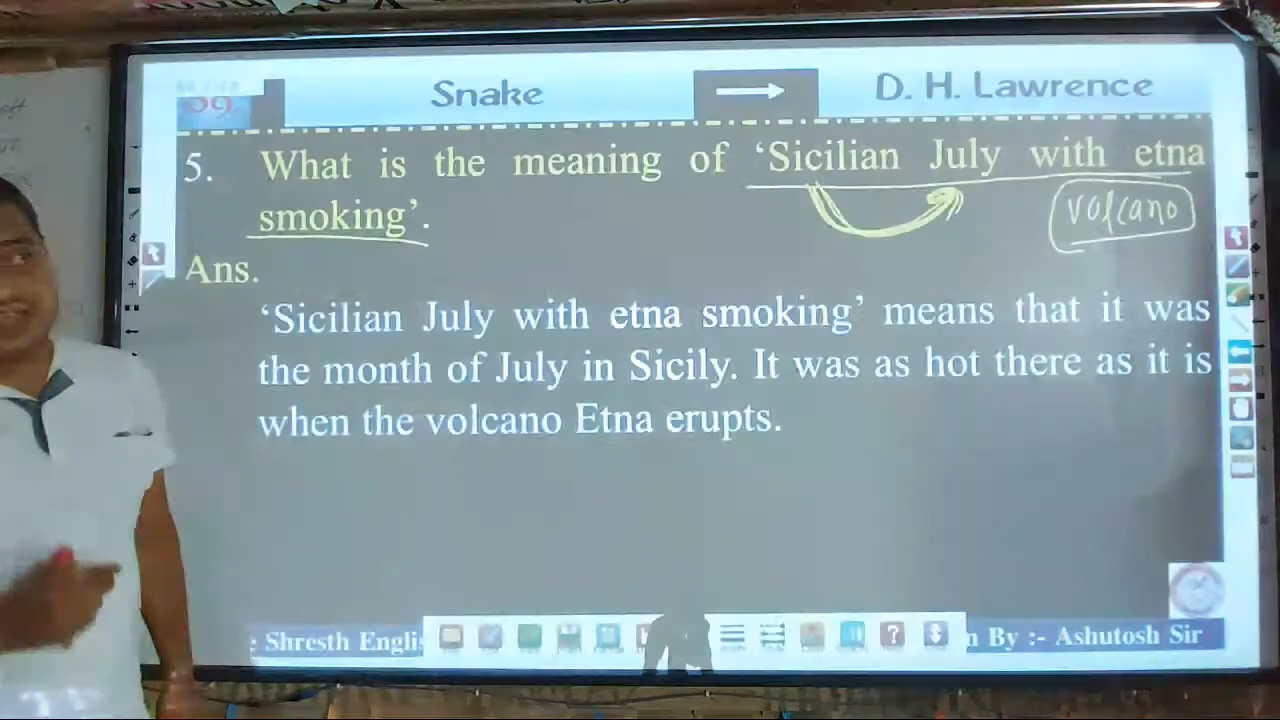 09. Snake D. H. Lawrence
5. What is the meaning of ‘Sicilian July with etna
volcano
smoking’.
Ans.
‘Sicilian July with etna smoking’ means that it was
the month of July in Sicily. It was as hot there as it is
when the volcano Etna erupts.
: Shresth Englis n By :- Ashutosh Sir